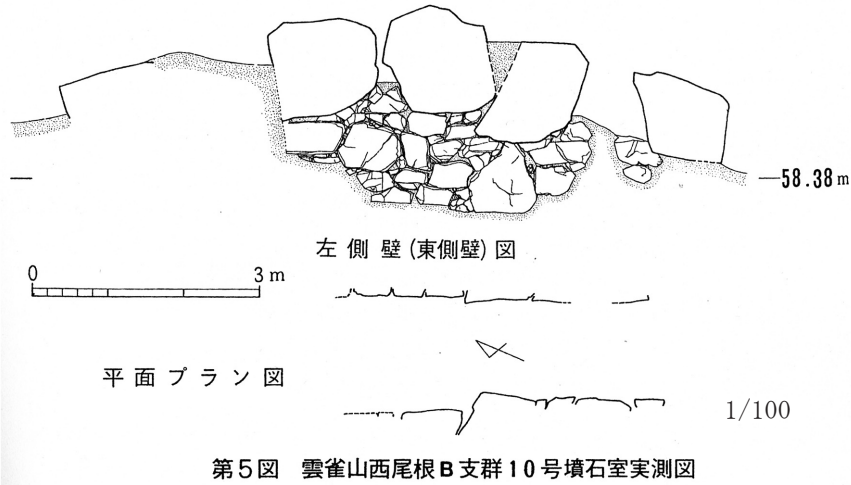 58.38m
左側壁(東側壁)図
0 3m
平面プラン図
1/100
第5図 雲雀山西尾根B支群10号墳石室実測図